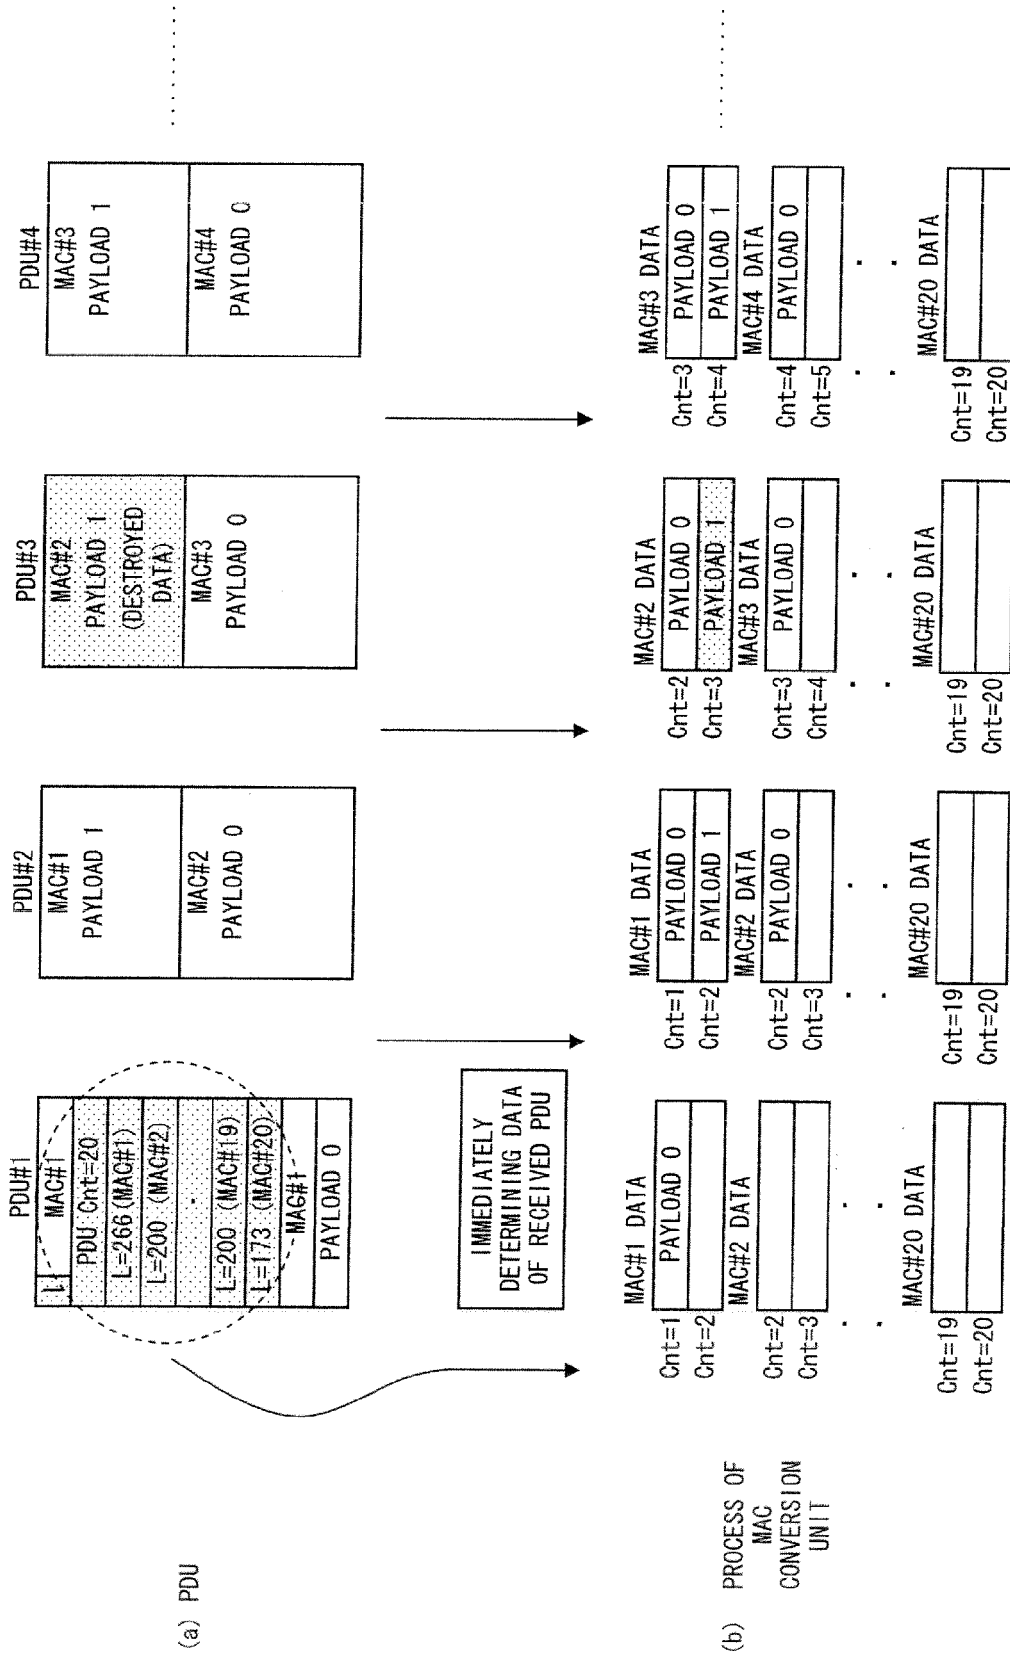 (a) PDU
PDU#1
L
MAC#1
PDU Cnt=20
L=266(MAC#1)
L=200 (MAC#2)
L=200 (MAC#19)
L=173 (MAC#20)
MAC#1
PAYLOAD 0
PDU#2
MAC#1
PAYLOAD 1
MAC#2
PAYLOAD 0
PDU#3
MAC#2
PAYLOAD 1
(DESTROYED
DATA)
MAC#3
PAYLOAD 0
PDU#4
MAC#3
PAYLOAD 1
MAC#4
PAYLOAD 0
IMMEDIATELY
DETERMINING DATA
OF RECEIVED PDU
(b) PROCESS OF
MAC
CONVERSION
UNIT
MAC#1 DATA
Cnt=1 PAYLOAD 0
Cnt=2
MAC#2 DATA
Cnt=2
Cnt=3
MAC#20 DATA
Cnt=19
Cnt=20
MAC#1 DATA
Cnt=1 PAYLOAD 0
Cnt=2 PAYLOAD 1
MAC#2 DATA
Cnt=2 PAYLOAD 0
Cnt=3
MAC#20 DATA
Cnt=19
Cnt=20
MAC#2 DATA
Cnt=2 PAYLOAD 0
Cnt=3 PAYLOAD 1
MAC#3 DATA
Cnt=3 PAYLOAD 0
Cnt=4
MAC#20 DATA
Cnt=19
Cnt=20
MAC#3 DATA
Cnt=3 PAYLOAD 0
Cnt=4 PAYLOAD 1
MAC#4 DATA
Cnt=4 PAYLOAD 0
Cnt=5
MAC#20 DATA
Cnt=19
Cnt=20